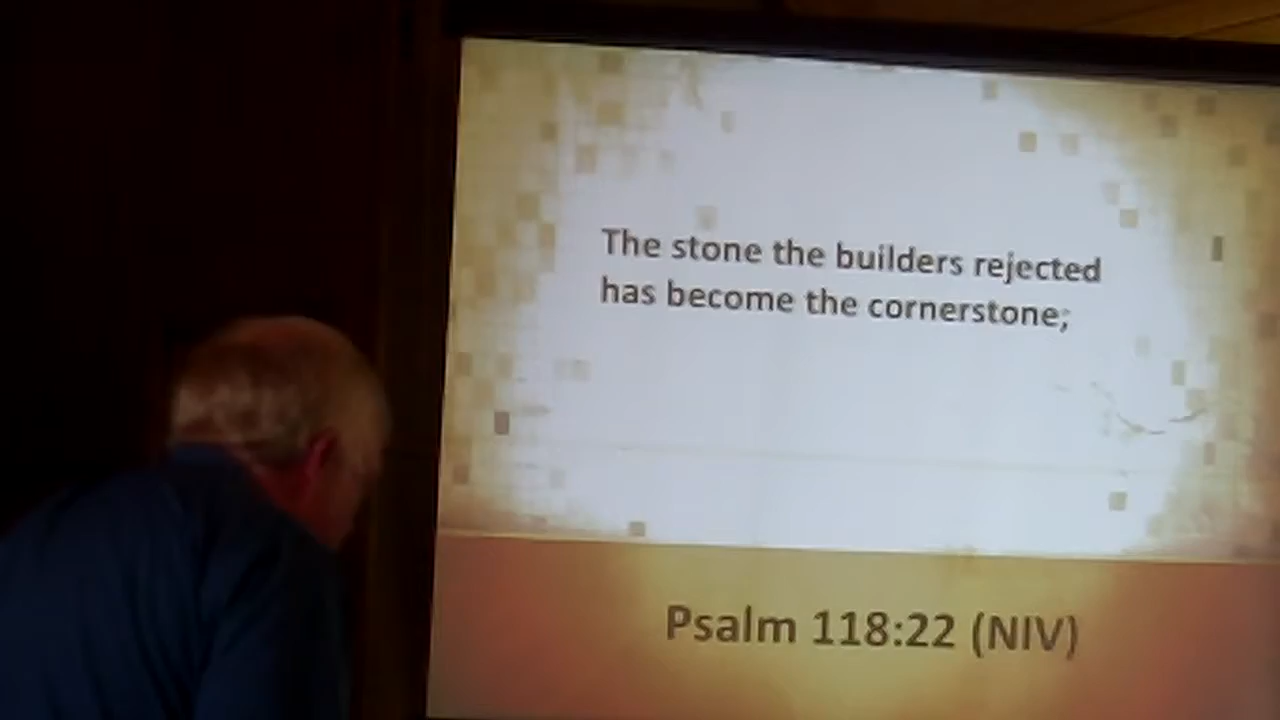 The stone the builders rejected
has become the cornerstone;
Psalm 118:22 (NIV)